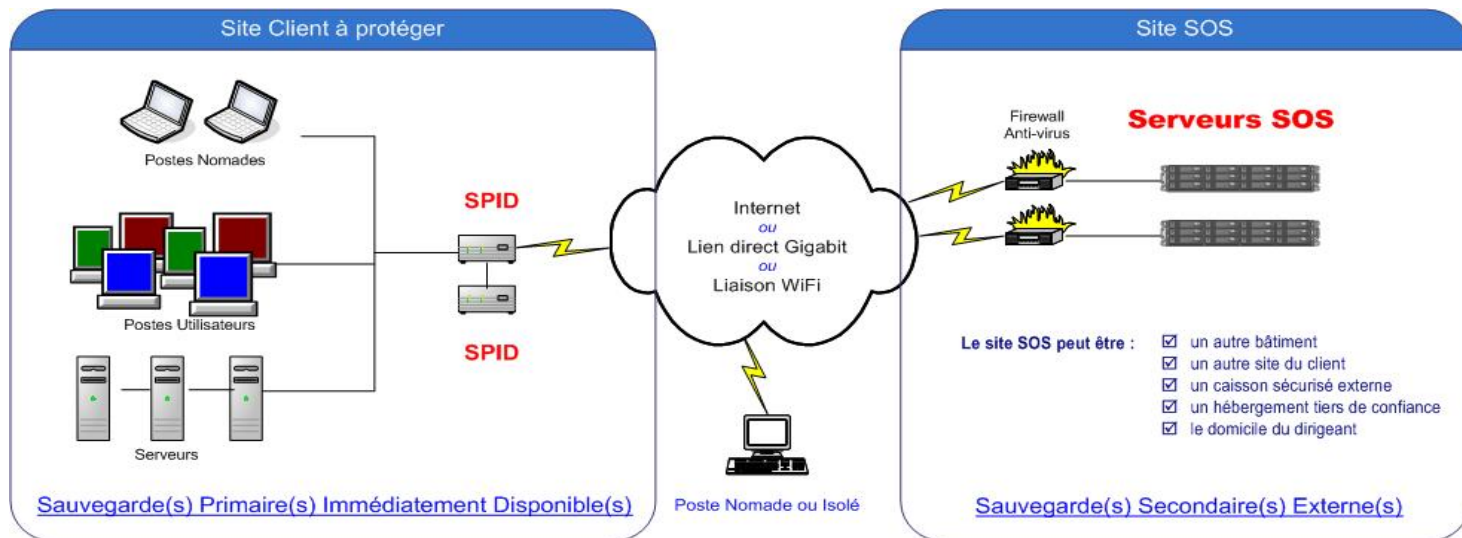 Site Client à protéger
Postes Nomades
Postes Utilisateurs
Serveurs
SPID
SPID
Sauvegarde(s) Primaire(s) Immédiatement Disponible(s)
Internet
ou
Lien direct Gigabit
ou
Liaison WiFi
Poste Nomade ou Isolé
Site SOS
Firewall
Anti-virus
Serveurs SOS
Le site SOS peut être :
un autre bâtiment
un autre site du client
un caisson sécurisé externe
un hébergement tiers de confiance
le domicile du dirigeant
Sauvegarde(s) Secondaire(s) Externe(s)